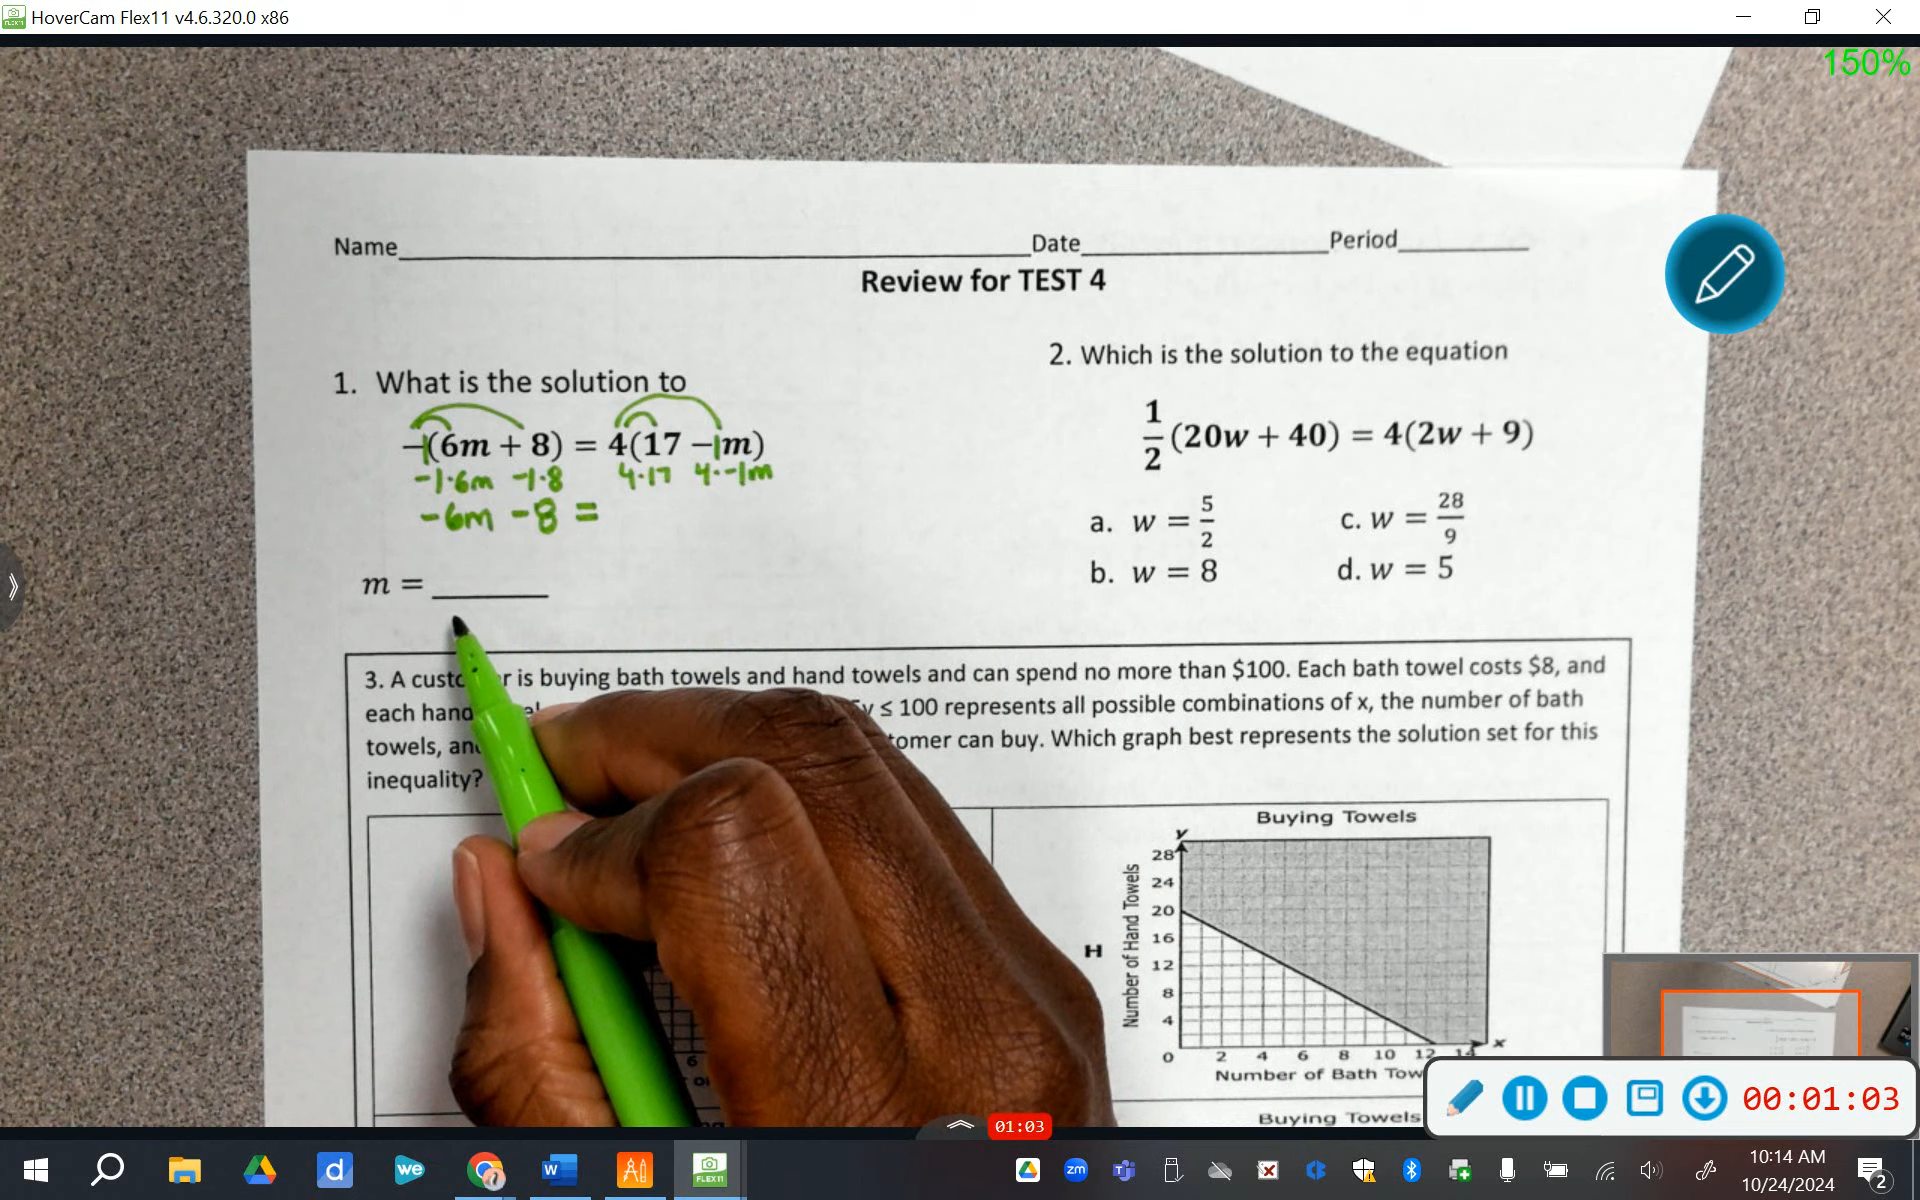 HoverCam Flex11 v4.6.320.0 x86
150%
Name Date Period
Review for TEST 4
1. What is the solution to
-1(6m + 8) = 4(17 - 1m)
-1·6m -1·8 4·17 4·-1m
-6m -8 =
m =
2. Which is the solution to the equation
1/2 (20w + 40) = 4(2w + 9)
a. w = 5/2
c. w = 28/9
b. w = 8
d. w = 5
3. A r is buying bath towels and hand towels and can spend no more than $100. Each bath towel costs $8, and
each ≤ 100 represents all possible combinations of x, the number of bath
towels, can buy. Which graph best represents the solution set for this
inequality?
Buying Towels
y
28
24
20
16
12
8
4
0 2 4 6 8 10 12 14 x
Number of Hand Towels
Number of Bath
H
6
Buying Towels
00:01:03
01:03
d
we
W
FLEX11
zm
10:14 AM
10/24/2024
2